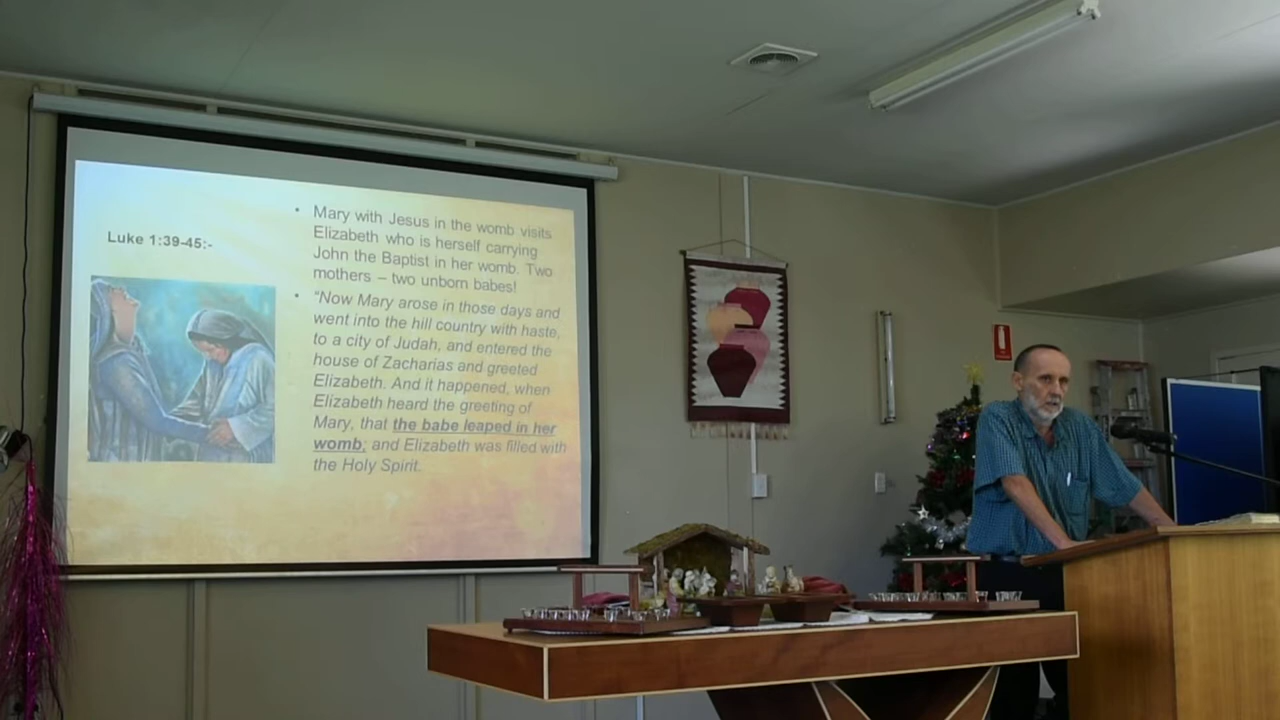 Luke 1:39-45:-
• Mary with Jesus in the womb visits
Elizabeth who is herself carrying
John the Baptist in her womb. Two
mothers – two unborn babes!
• “Now Mary arose in those days and
went into the hill country with haste,
to a city of Judah, and entered the
house of Zacharias and greeted
Elizabeth. And it happened, when
Elizabeth heard the greeting of
Mary, that the babe leaped in her
womb; and Elizabeth was filled with
the Holy Spirit.